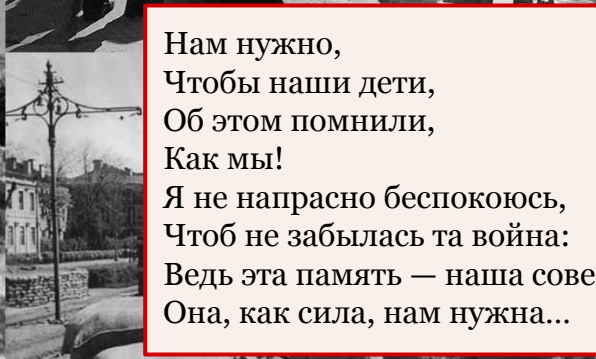 Нам нужно,
Чтобы наши дети,
Об этом помнили,
Как мы!
Я не напрасно беспокоюсь,
Чтоб не забылась та война:
Ведь эта память — наша
Она, как сила, нам нужна...